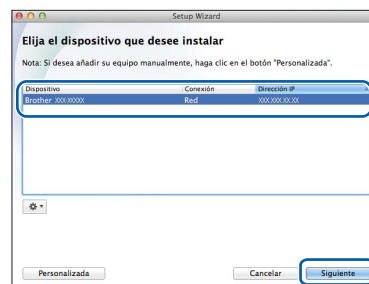 Setup Wizard
Elija el dispositivo que desee instalar
Nota: Si desea añadir su equipo manualmente, haga clic en el botón "Personalizada".
Dispositivo Conexión Dirección IP
Brother XXX-XXXXX Red XXX.XXX.XX.XX
Personalizada Cancelar Siguiente